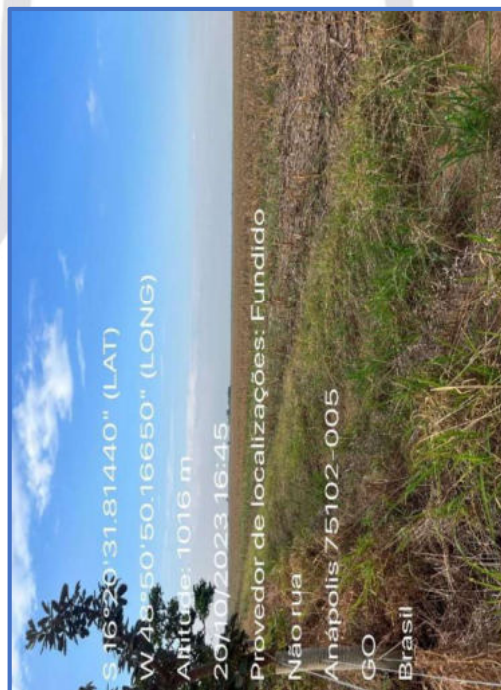 S 16°20'31.81440" (LAT)
W 48°50'50.16650" (LONG)
Altitude: 1016 m
20/10/2023 16:45
Provedor de localizações: Fundido
Não rua
Anápolis 75102-005
GO
Brasil